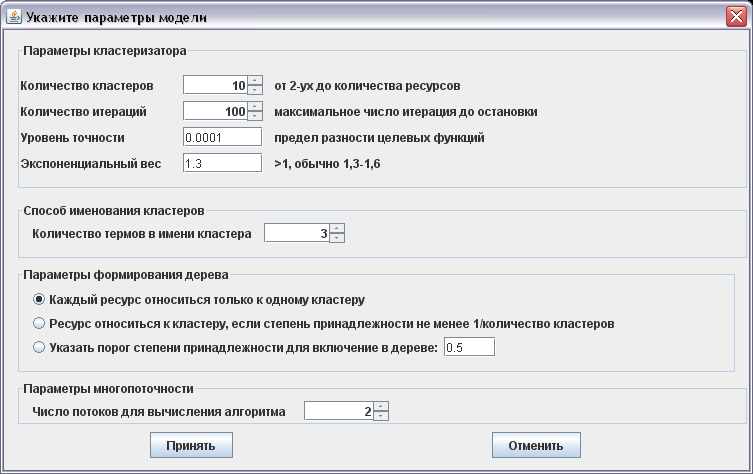 Укажите параметры модели
Параметры кластеризатора
Количество кластеров 10 от 2-ух до количества ресурсов
Количество итераций 100 максимальное число итерация до остановки
Уровень точности 0.0001 предел разности целевых функций
Экспоненциальный вес 1.3 >1, обычно 1,3-1,6
Способ именования кластеров
Количество термов в имени кластера 3
Параметры формирования дерева
Каждый ресурс относиться только к одному кластеру
Ресурс относиться к кластеру, если степень принадлежности не менее 1/количество кластеров
Указать порог степени принадлежности для включение в дереве: 0.5
Параметры многопоточности
Число потоков для вычисления алгоритма 2
Принять Отменить